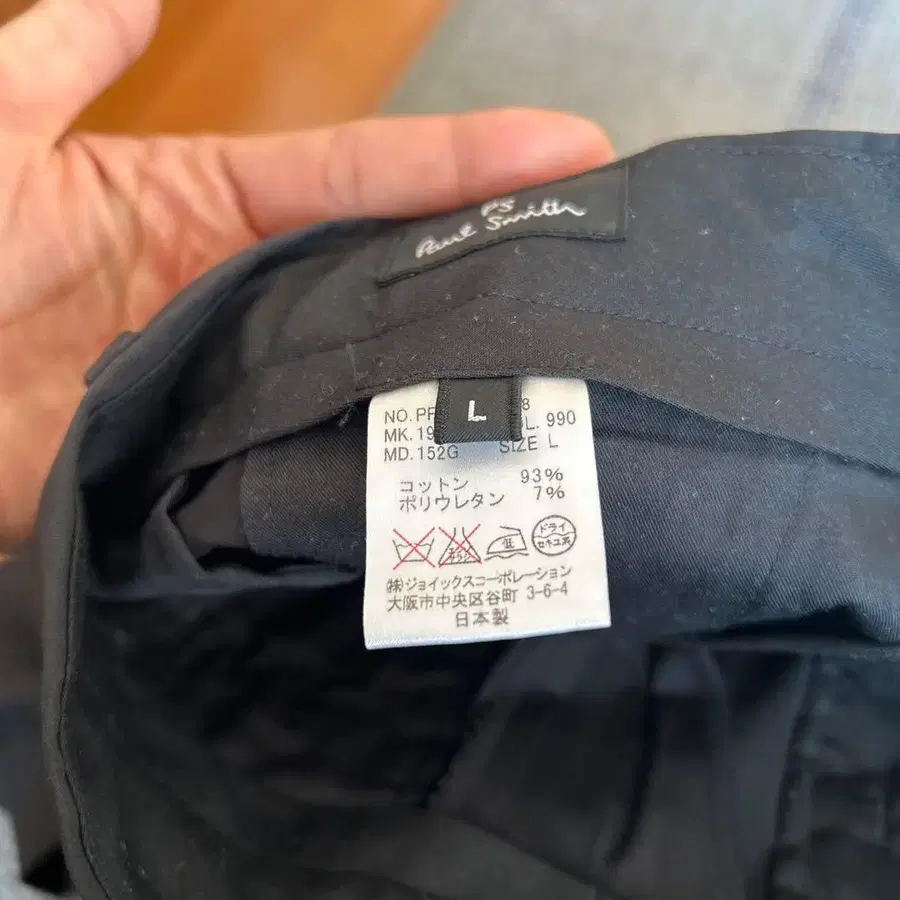 PS
Paul Smith
L
NO. PF 8
MK. 19 L. 990
MD. 152G SIZE L
コットン 93%
ポリウレタン 7%
低 ドライ
セキユ系
(株)ジョイックスコーポレーション
大阪市中央区谷町 3-6-4
日本製